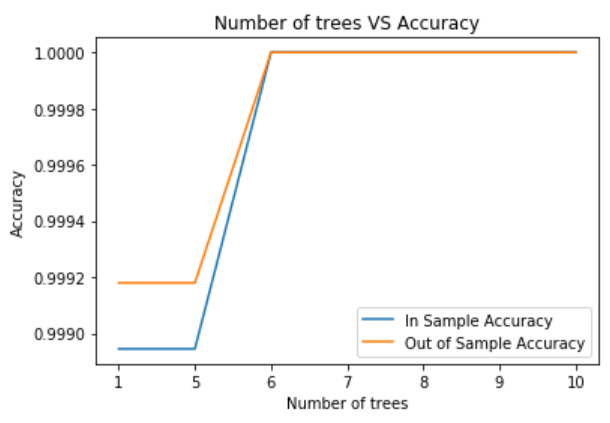 Number of trees VS Accuracy
1.0000
0.9998
0.9996
0.9994
0.9992
0.9990
Accuracy
In Sample Accuracy
Out of Sample Accuracy
1 5 6 7 8 9 10
Number of trees